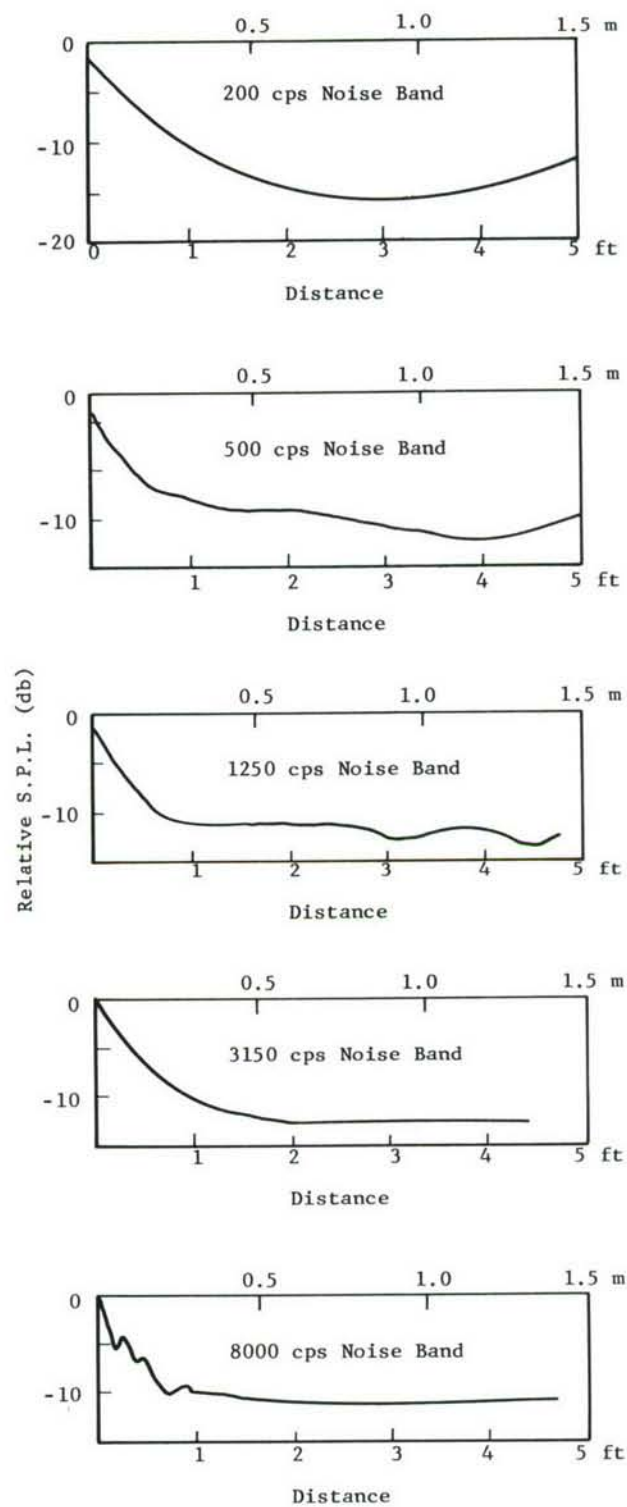 0.5 1.0 1.5 m
0
200 cps Noise Band
-10
-20
0 1 2 3 4 5 ft
Distance
0.5 1.0 1.5 m
0
500 cps Noise Band
-10
1 2 3 4 5 ft
Distance
Relative S.P.L. (db)
0.5 1.0 1.5 m
0
1250 cps Noise Band
-10
1 2 3 4 5 ft
Distance
0.5 1.0 1.5 m
0
3150 cps Noise Band
-10
1 2 3 4 5 ft
Distance
0.5 1.0 1.5 m
0
8000 cps Noise Band
-10
1 2 3 4 5 ft
Distance